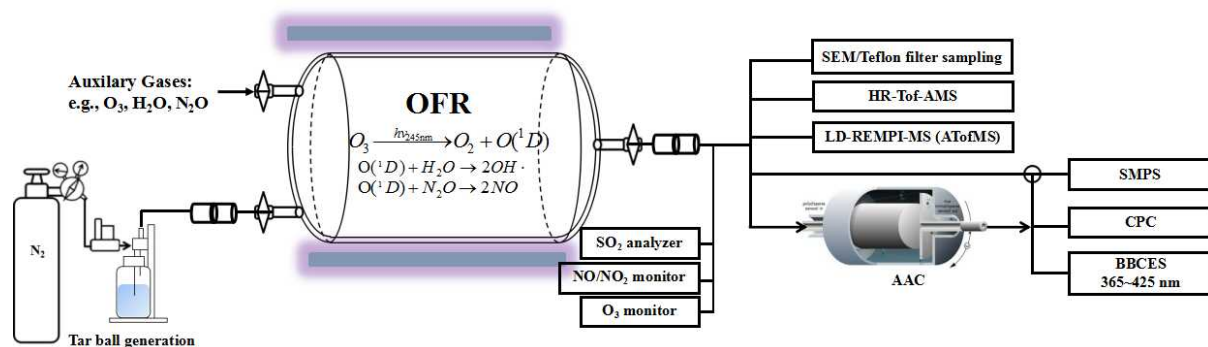 Auxilary Gases:
e.g., O₃, H₂O, N₂O
N₂
Tar ball generation
OFR
O₃ —hν₂₄₅ₙₘ→ O₂ + O(¹D)
O(¹D) + H₂O → 2OH ·
O(¹D) + N₂O → 2NO
SO₂ analyzer
NO/NO₂ monitor
O₃ monitor
SEM/Teflon filter sampling
HR-Tof-AMS
LD-REMPI-MS (ATofMS)
SMPS
AAC
CPC
BBCES
365~425 nm